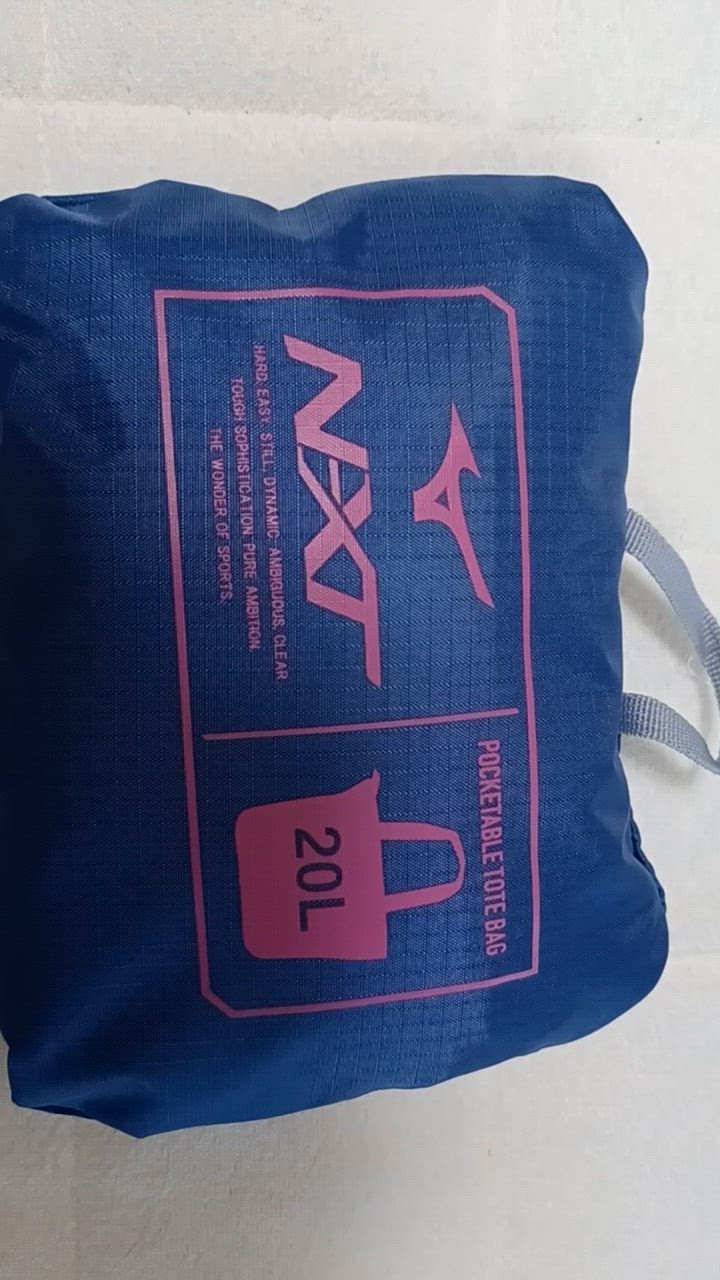 NXT
HARD, EASY. STILL, DYNAMIC. AMBIGUOUS, CLEAR.
TOUGH SOPHISTICATION. PURE AMBITION.
THE WONDER OF SPORTS.
POCKETABLE TOTE BAG
20L